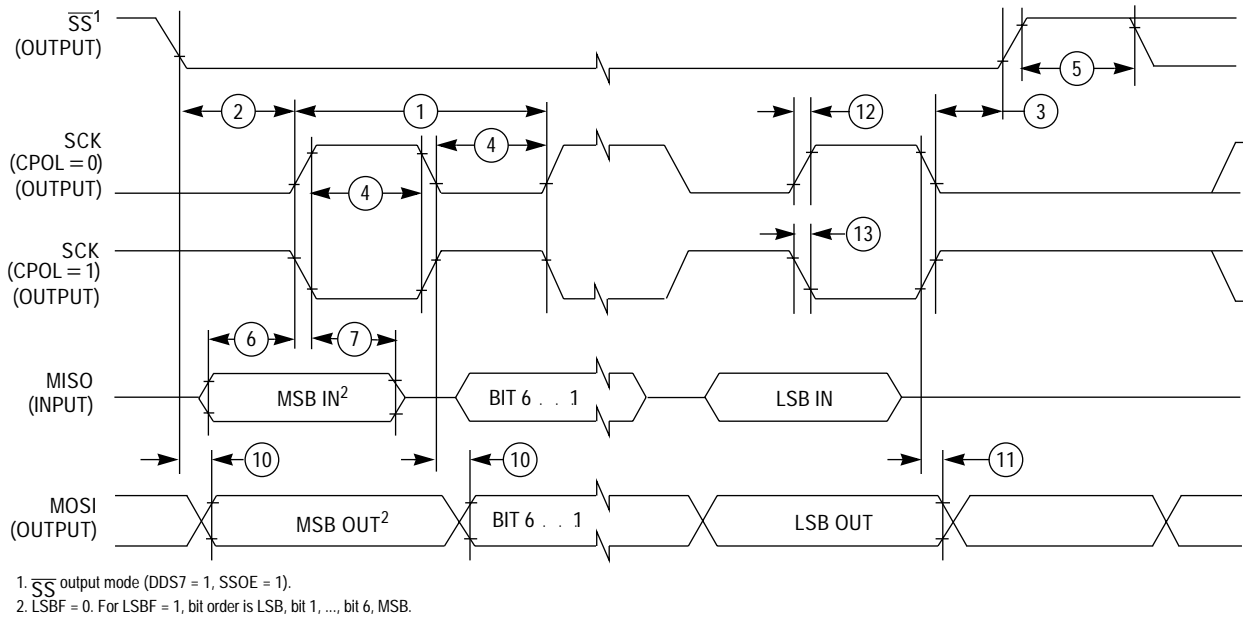 SS¹
(OUTPUT)
5
2
1
12
3
SCK
(CPOL = 0)
(OUTPUT)
4
4
SCK
(CPOL = 1)
(OUTPUT)
13
6
7
MISO
(INPUT)
MSB IN²
BIT 6 . . . 1
LSB IN
10
10
11
MOSI
(OUTPUT)
MSB OUT²
BIT 6 . . . 1
LSB OUT
1. SS output mode (DDS7 = 1, SSOE = 1).
2. LSBF = 0. For LSBF = 1, bit order is LSB, bit 1, ..., bit 6, MSB.